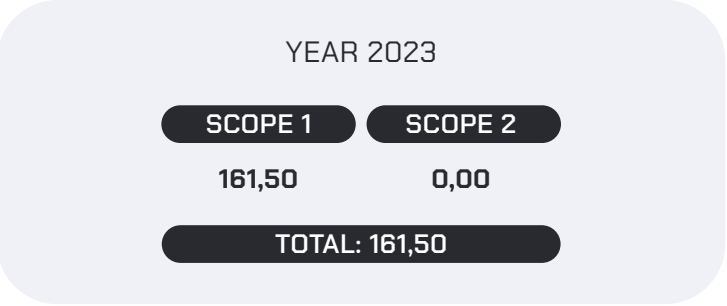 YEAR 2023
SCOPE 1 SCOPE 2
161,50 0,00
TOTAL: 161,50